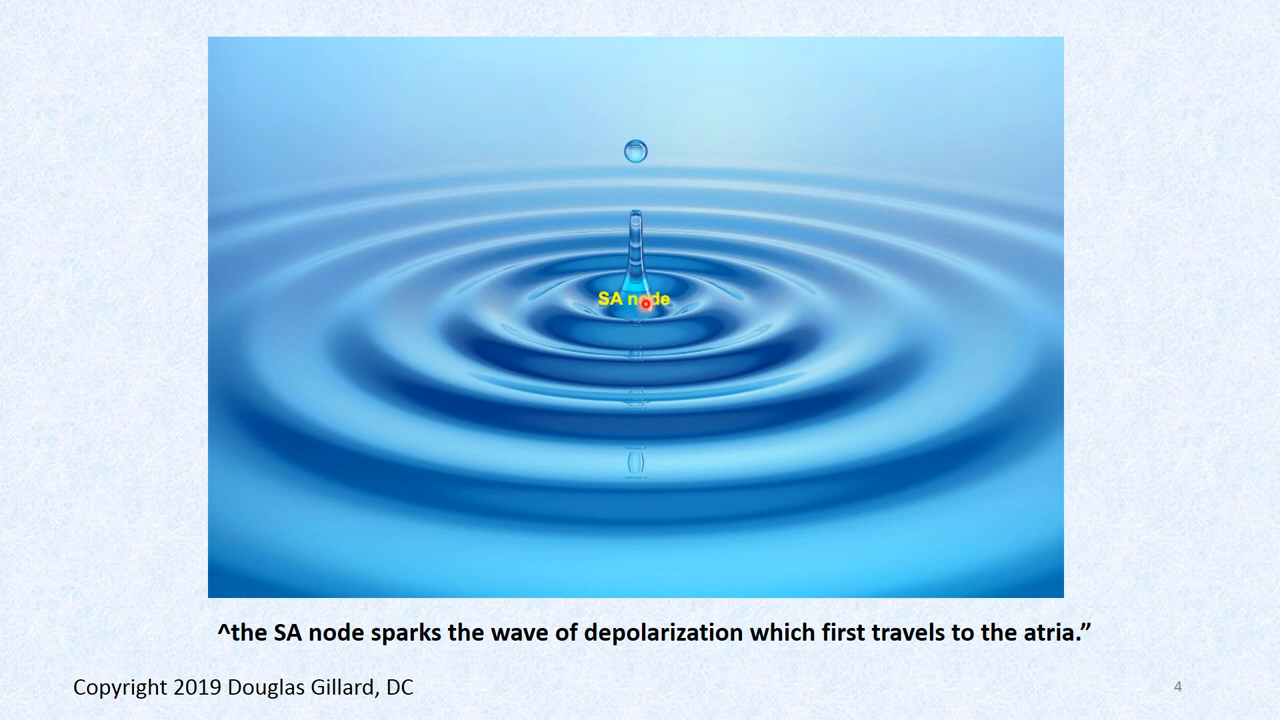 SA node
^the SA node sparks the wave of depolarization which first travels to the atria.”
Copyright 2019 Douglas Gillard, DC
4